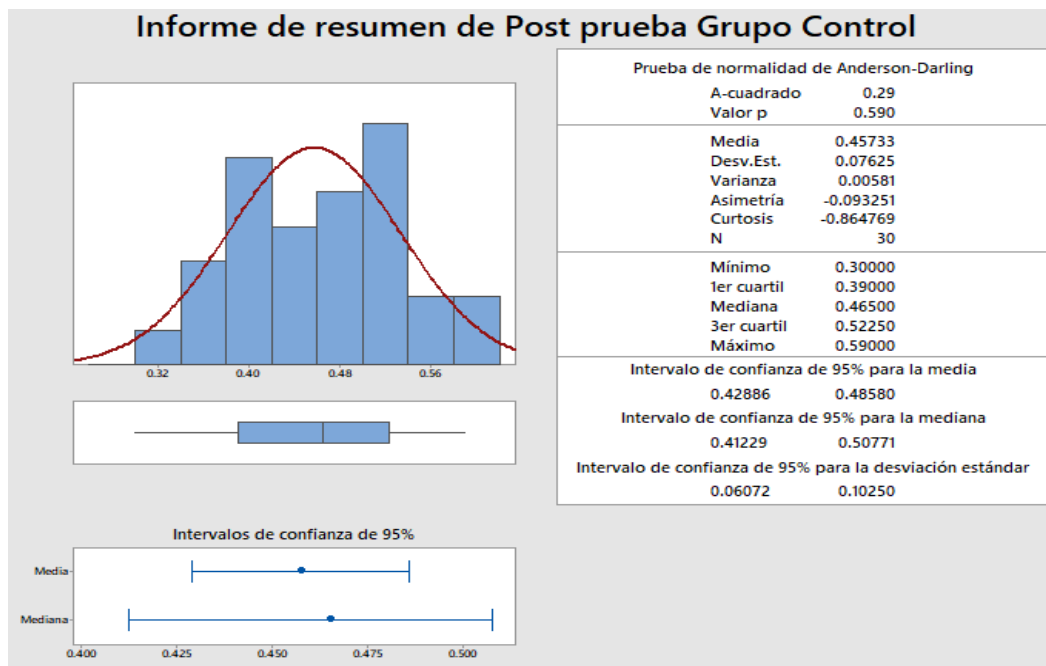 Informe de resumen de Post prueba Grupo Control
0.32 0.40 0.48 0.56
Intervalos de confianza de 95%
Media
Mediana
0.400 0.425 0.450 0.475 0.500
Prueba de normalidad de Anderson-Darling
A-cuadrado 0.29
Valor p 0.590
Media 0.45733
Desv.Est. 0.07625
Varianza 0.00581
Asimetría -0.093251
Curtosis -0.864769
N 30
Mínimo 0.30000
1er cuartil 0.39000
Mediana 0.46500
3er cuartil 0.52250
Máximo 0.59000
Intervalo de confianza de 95% para la media
0.42886 0.48580
Intervalo de confianza de 95% para la mediana
0.41229 0.50771
Intervalo de confianza de 95% para la desviación estándar
0.06072 0.10250